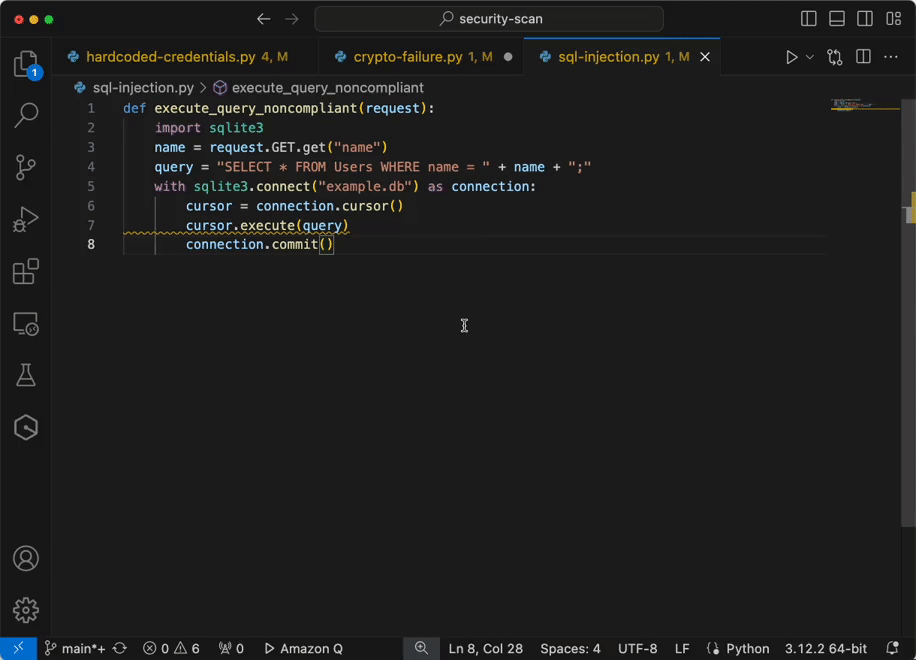 security-scan
hardcoded-credentials.py 4, M
crypto-failure.py 1, M
sql-injection.py 1, M
sql-injection.py > execute_query_noncompliant
1 def execute_query_noncompliant(request):
2 import sqlite3
3 name = request.GET.get("name")
4 query = "SELECT * FROM Users WHERE name = " + name + ";"
5 with sqlite3.connect("example.db") as connection:
6 cursor = connection.cursor()
7 cursor.execute(query)
8 connection.commit()
1
main*+ 0 6 0 Amazon Q Ln 8, Col 28 Spaces: 4 UTF-8 LF Python 3.12.2 64-bit